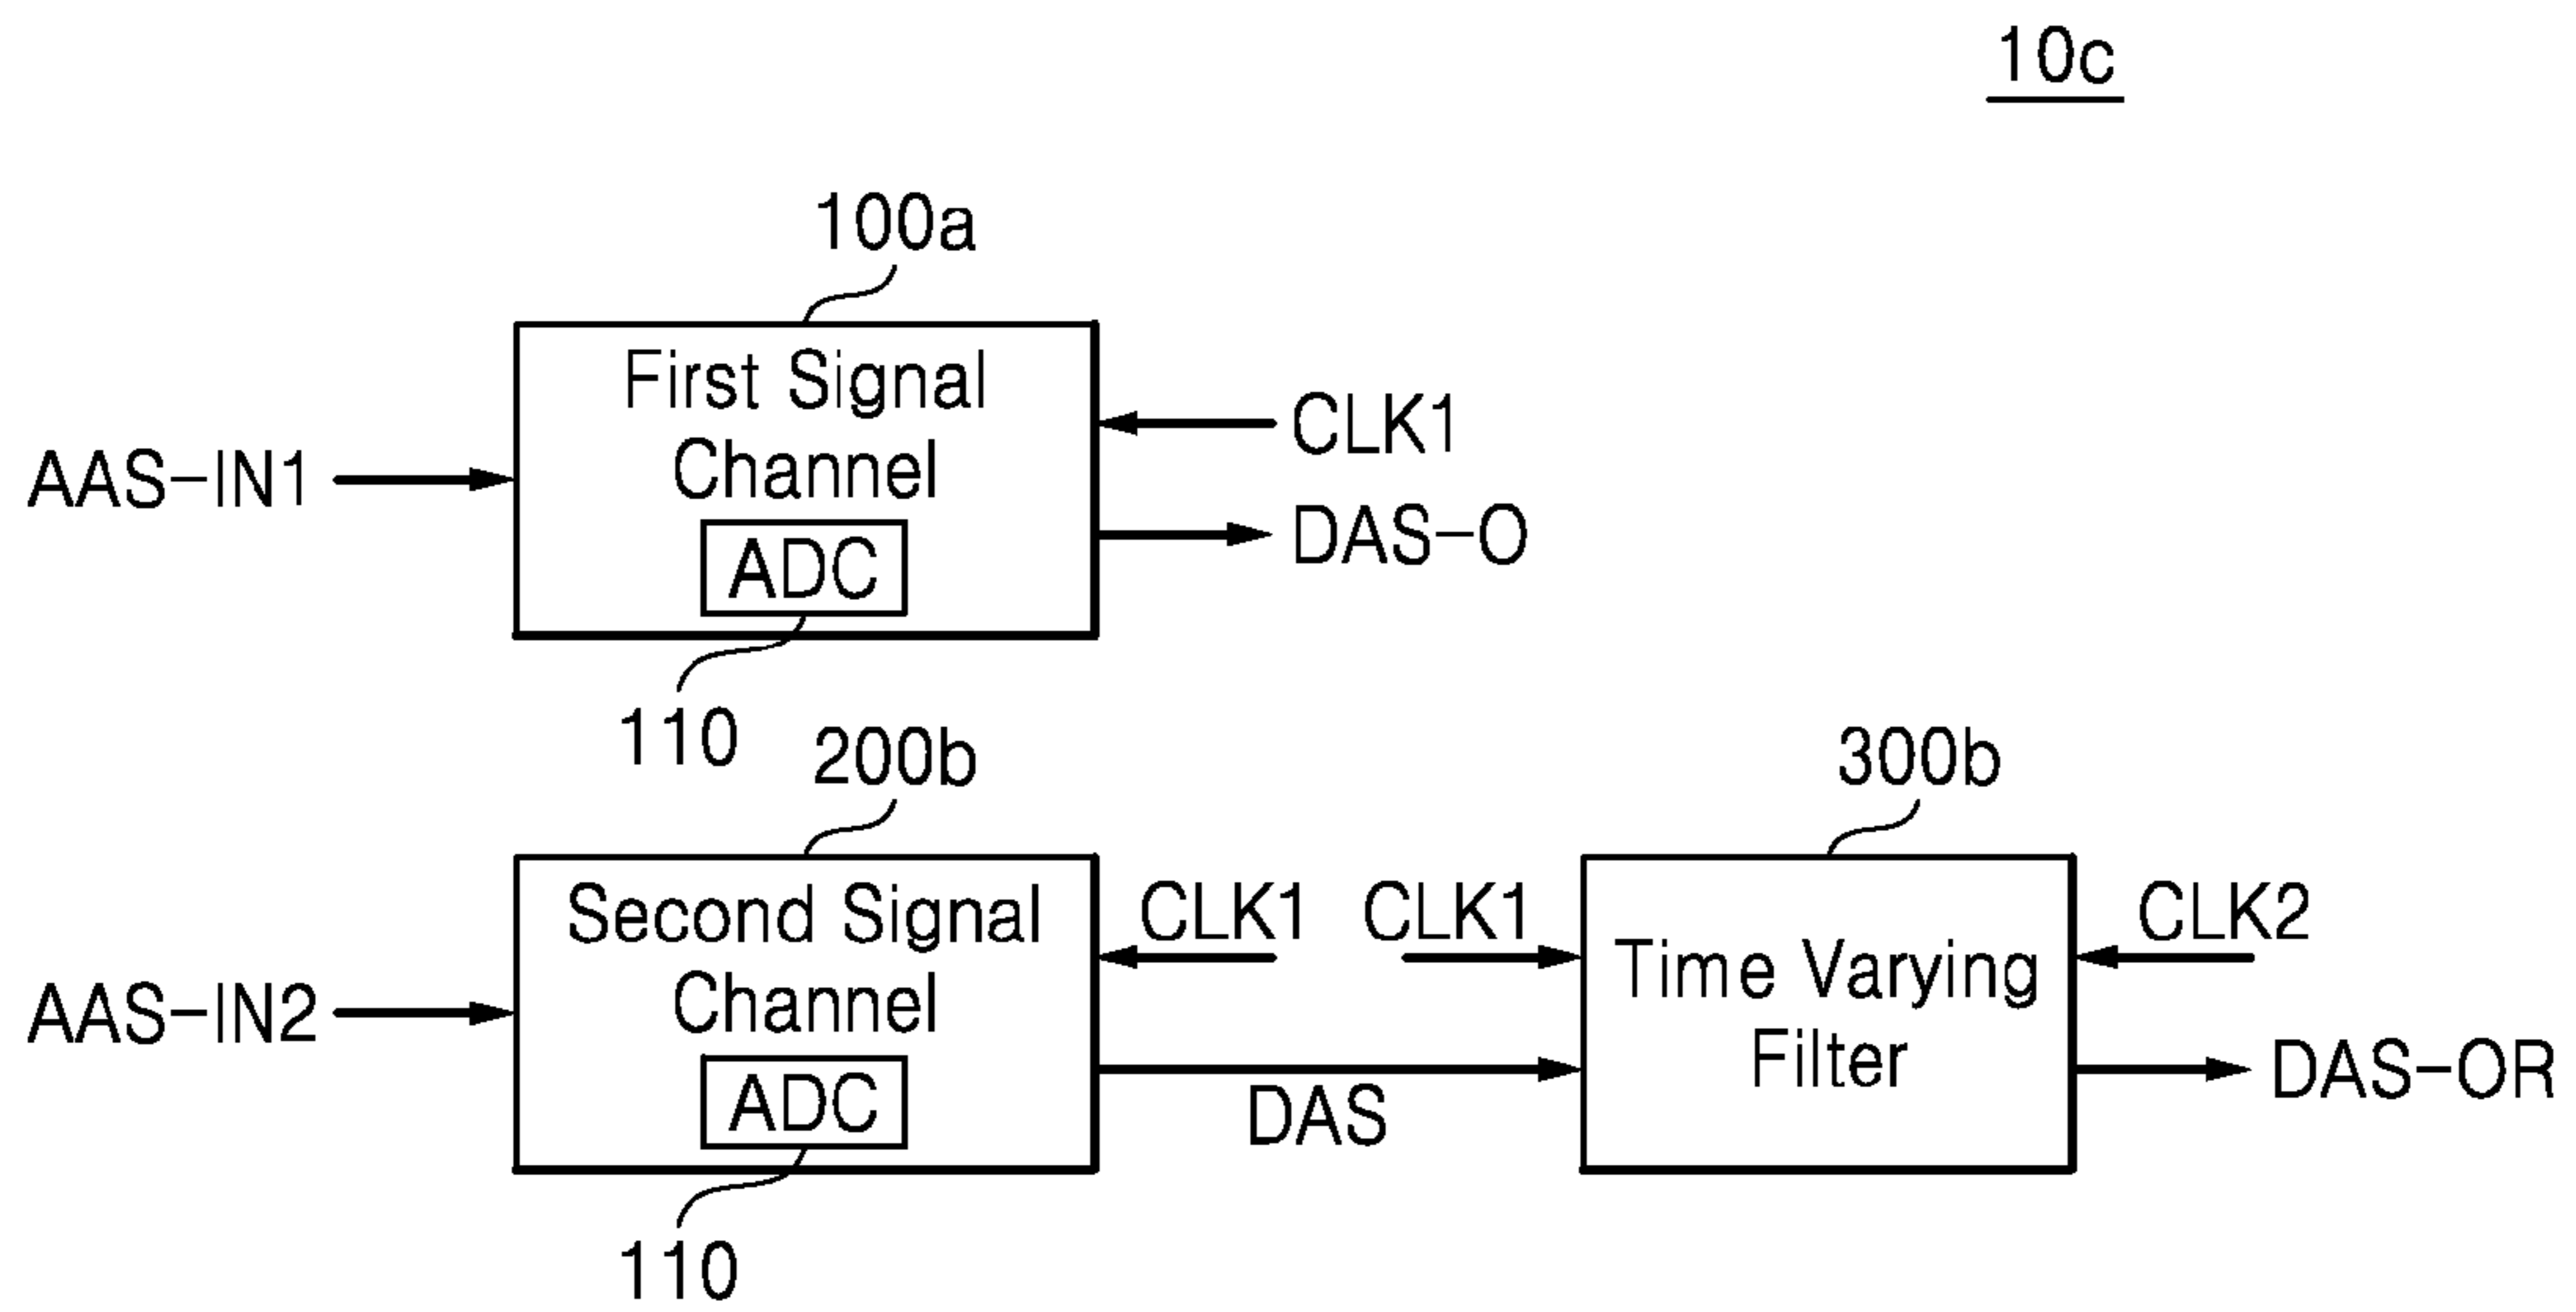 10c
100a
First Signal
Channel
ADC
AAS-IN1
CLK1
DAS-O
110
200b
Second Signal
Channel
ADC
AAS-IN2
CLK1
CLK1
DAS
110
300b
Time Varying
Filter
CLK2
DAS-OR